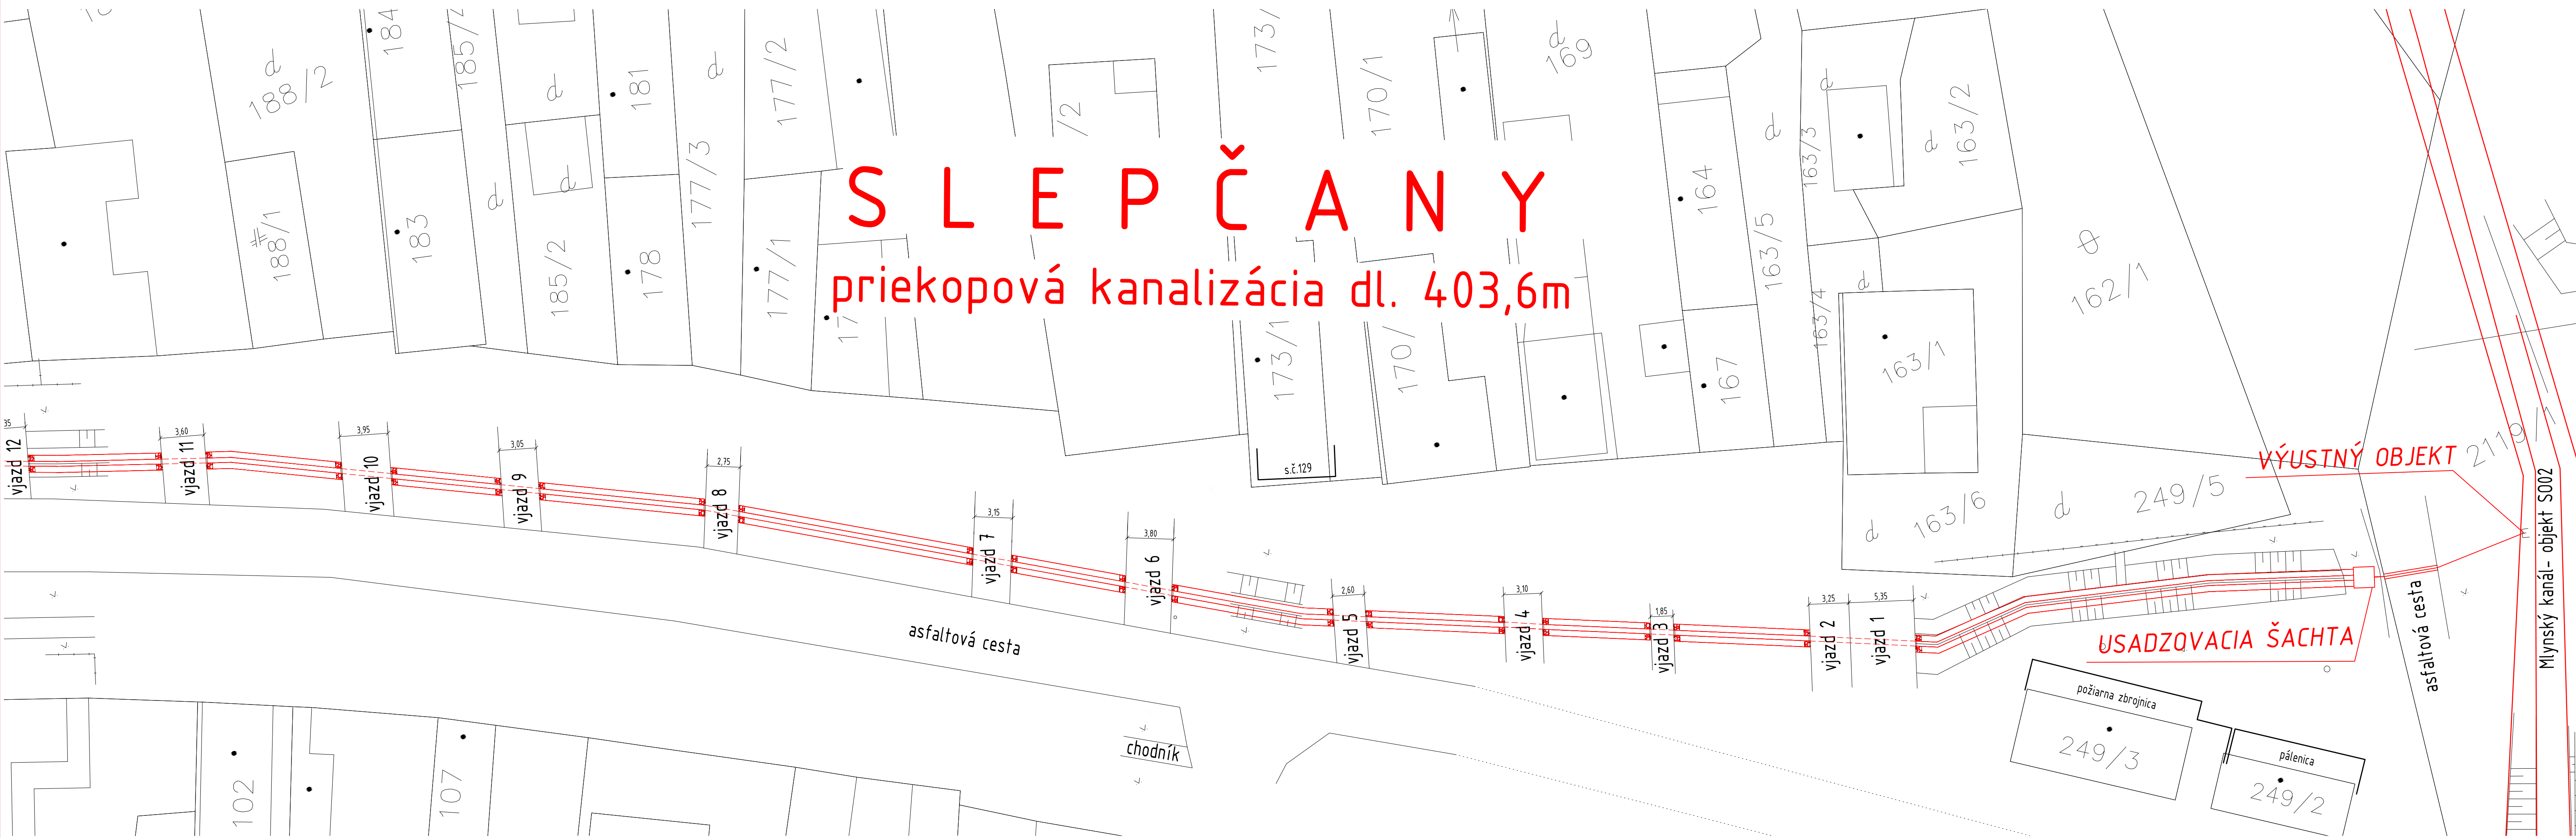 184
185/2
173/
169
188/2
d
181
d
177/2
d
/2
170/1
d
d
163/2
d
d
177/3
163/3
S L E P Č A N Y
164
d
d
d
188/1
183
185/2
178
177/1
163/5
162/1
priekopová kanalizácia dl. 403,6m
163/4
d
173/1
170/
167
163/1
s.č.129
VÝUSTNÝ OBJEKT
2119/1
35
3,60
3,95
3,05
2,75
3,15
3,80
2,60
3,10
1,85
3,25
5,35
vjazd 12
vjazd 11
vjazd 10
vjazd 9
vjazd 8
vjazd 7
vjazd 6
vjazd 5
vjazd 4
vjazd 3
vjazd 2
vjazd 1
d
163/6
d
249/5
Mlynský kanál- objekt SO02
asfaltová cesta
USADZOVACIA ŠACHTA
asfaltová cesta
chodník
požiarna zbrojnica
249/3
pálenica
249/2
102
107